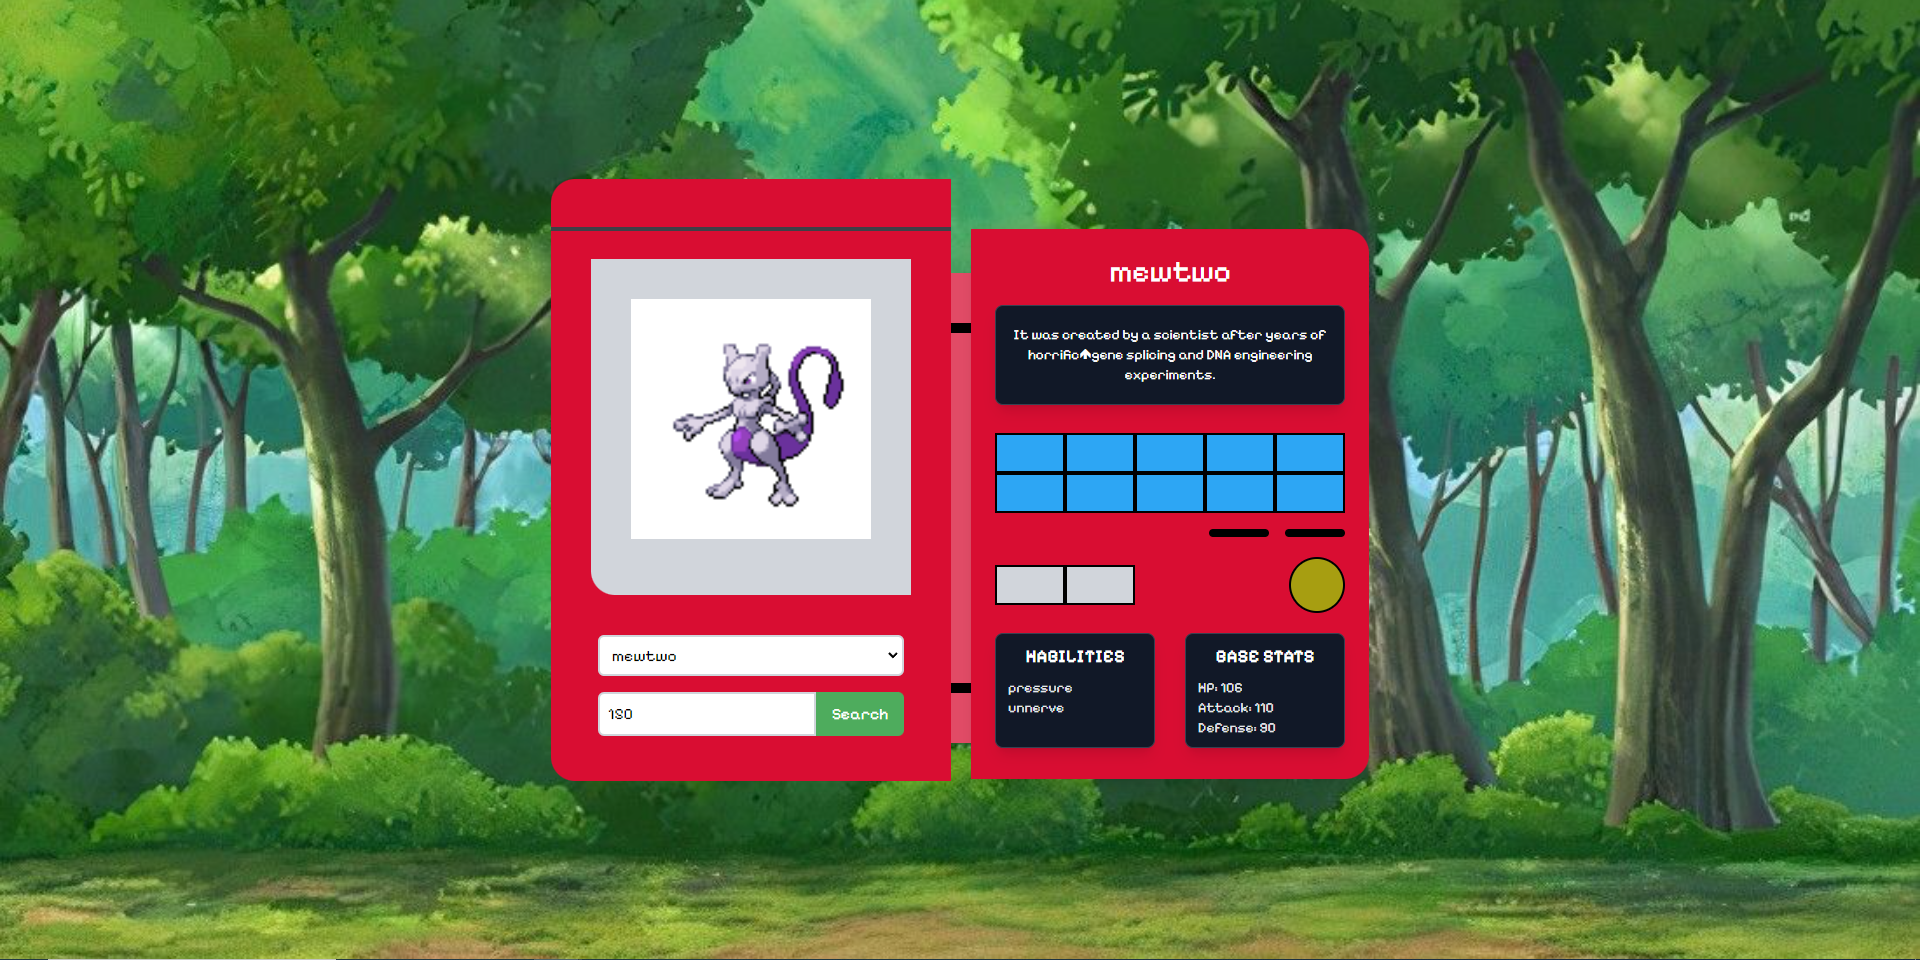 mewtwo
It was created by a scientist after years of
horrific↑gene splicing and DNA engineering
experiments.
mewtwo
130
Search
HABILITIES
pressure
unnerve
BASE STATS
HP: 106
Attack: 110
Defense: 90